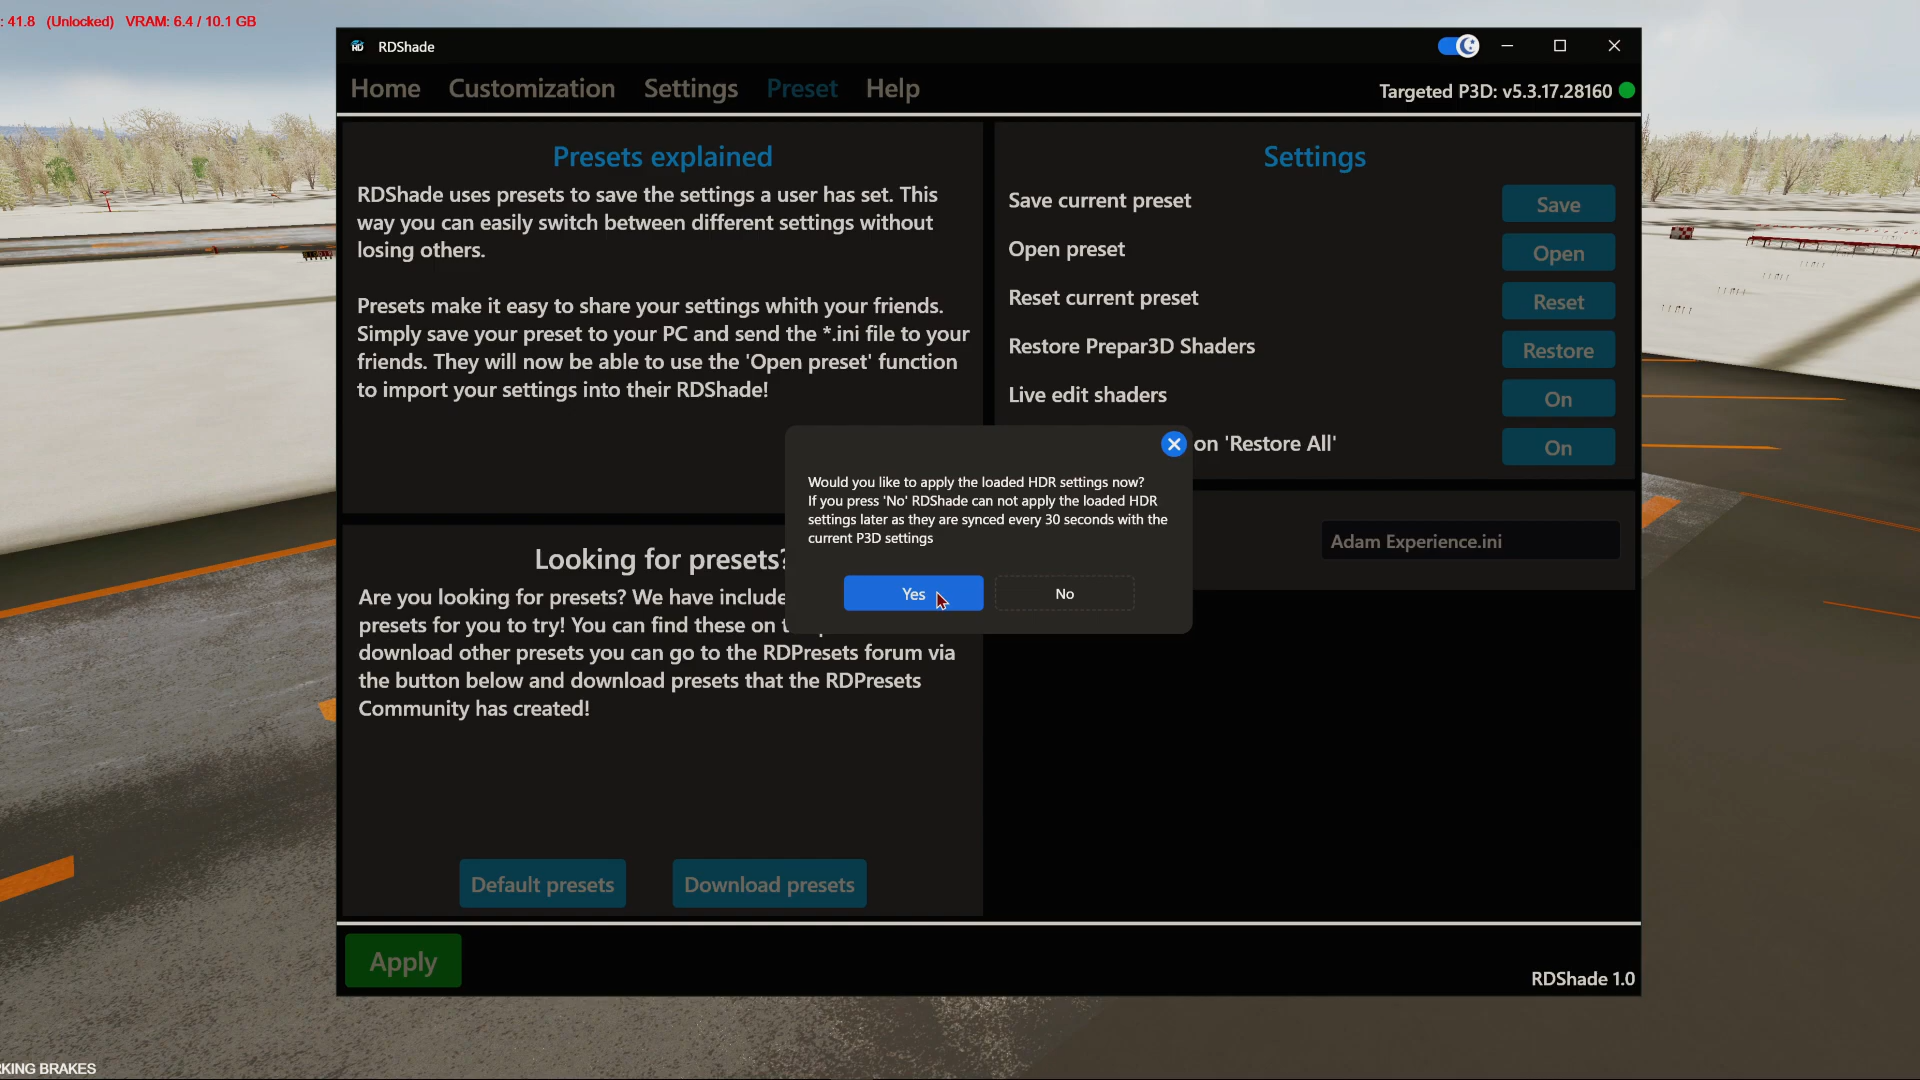 : 41.8 (Unlocked) VRAM: 6.4 / 10.1 GB
RDShade
Home Customization Settings Preset Help
Targeted P3D: v5.3.17.28160
Presets explained
RDShade uses presets to save the settings a user has set. This
way you can easily switch between different settings without
losing others.
Presets make it easy to share your settings whith your friends.
Simply save your preset to your PC and send the *.ini file to your
friends. They will now be able to use the 'Open preset' function
to import your settings into their RDShade!
Settings
Save current preset Save
Open preset Open
Reset current preset Reset
Restore Prepar3D Shaders Restore
Live edit shaders On
on 'Restore All' On
Adam Experience.ini
Would you like to apply the loaded HDR settings now?
If you press 'No' RDShade can not apply the loaded HDR
settings later as they are synced every 30 seconds with the
current P3D settings
Yes No
Looking for presets?
Are you looking for presets? We have include
presets for you to try! You can find these on
download other presets you can go to the RDPresets forum via
the button below and download presets that the RDPresets
Community has created!
Default presets Download presets
Apply
RDShade 1.0
KING BRAKES